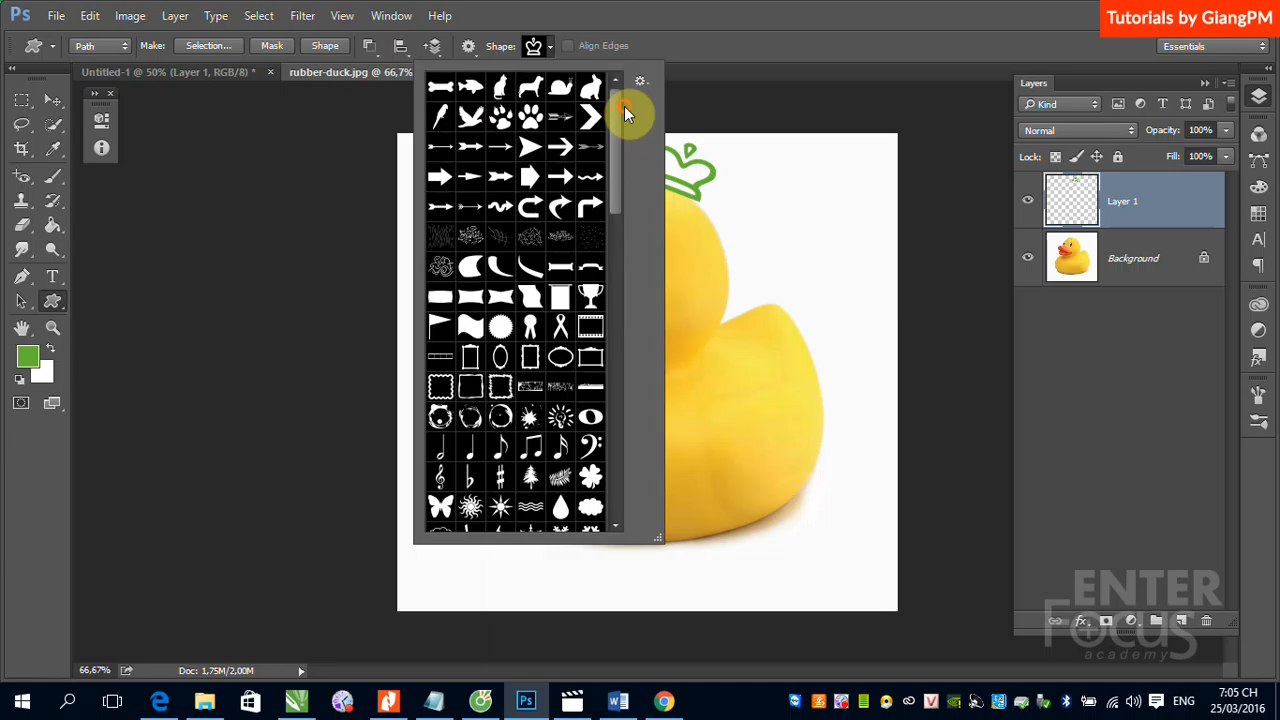 Ps File Edit Image Layer Type Select Filter View Window Help
Tutorials by GiangPM
Path Make: Selection... Mask Shape Shape: Align Edges Essentials
Untitled-1 @ 50% (Layer 1, RGB/8) * × rubber-duck.jpg @ 66,7%
Layers
Kind
Normal Opacity: 100%
Lock: Fill: 100%
Layer 1
Background
ENTER
Focus
academy
66,67% Doc: 1,75M/2,00M
ENG 7:05 CH
25/03/2016